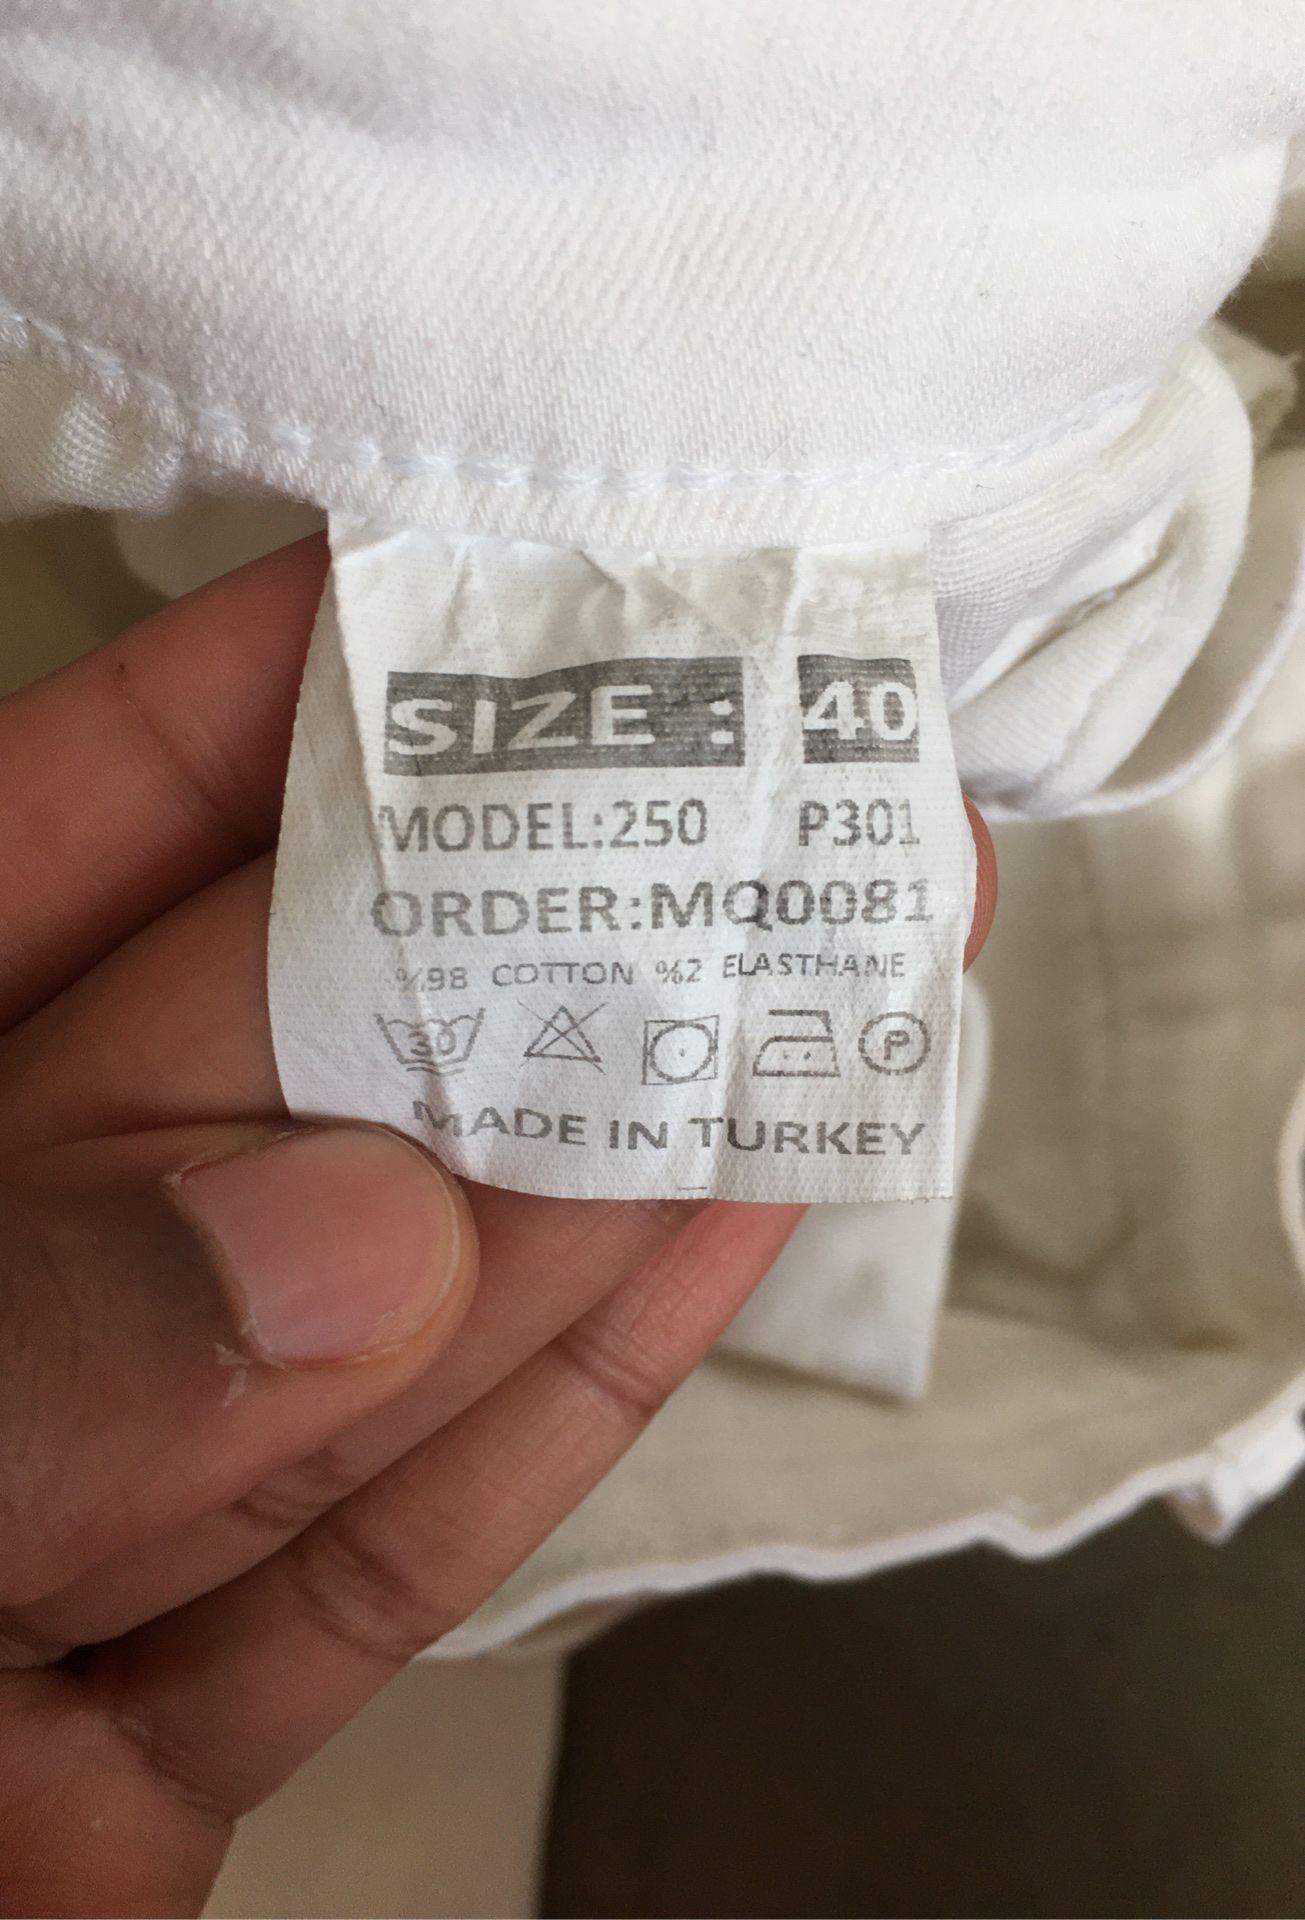 SIZE : 40
MODEL:250 P301
ORDER:MQ0081
%98 COTTON %2 ELASTHANE
30 P
MADE IN TURKEY